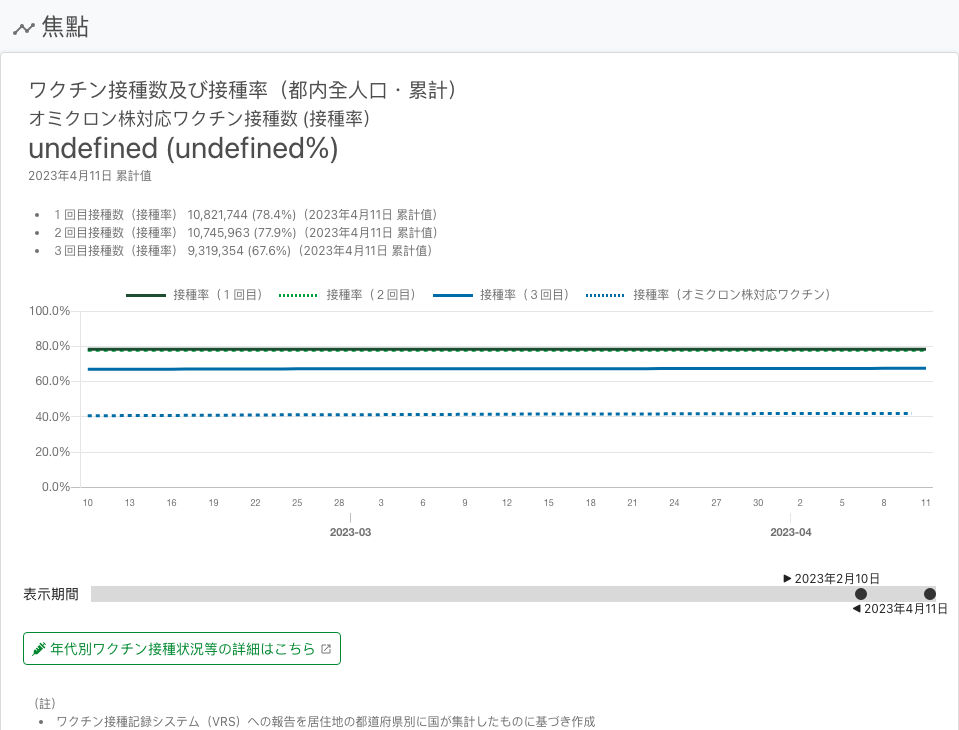 焦點
ワクチン接種数及び接種率（都内全人口・累計）
オミクロン株対応ワクチン接種数 (接種率）
undefined (undefined%)
2023年4月11日 累計值
• １回目接種数（接種率） 10,821,744 (78.4%)（2023年4月11日 累計值）
• ２回目接種数（接種率） 10,745,963 (77.9%)（2023年4月11日 累計值）
• ３回目接種数（接種率） 9,319,354 (67.6%)（2023年4月11日 累計值）
接種率（１回目） 接種率（２回目） 接種率（３回目） 接種率（オミクロン株対応ワクチン）
100.0%
80.0%
60.0%
40.0%
20.0%
0.0%
10 13 16 19 22 25 28 3 6 9 12 15 18 21 24 27 30 2 5 8 11
2023-03 2023-04
2023年2月10日
表示期間
2023年4月11日
年代別ワクチン接種状況等の詳細はこちら
（註）
• ワクチン接種記録システム（VRS）への報告を居住地の都道府県別に国が集計したものに基づき作成